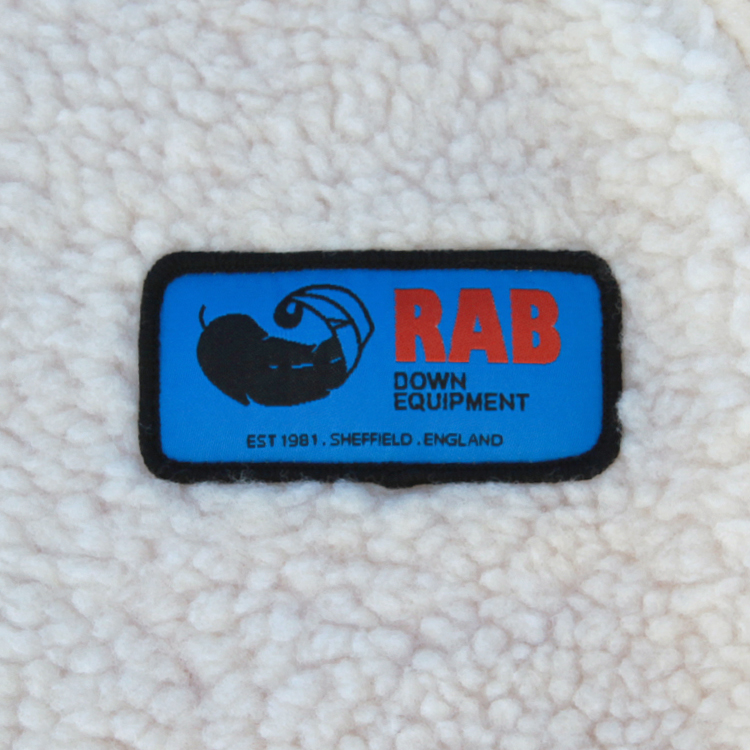 RAB
DOWN
EQUIPMENT
EST 1981 . SHEFFIELD . ENGLAND